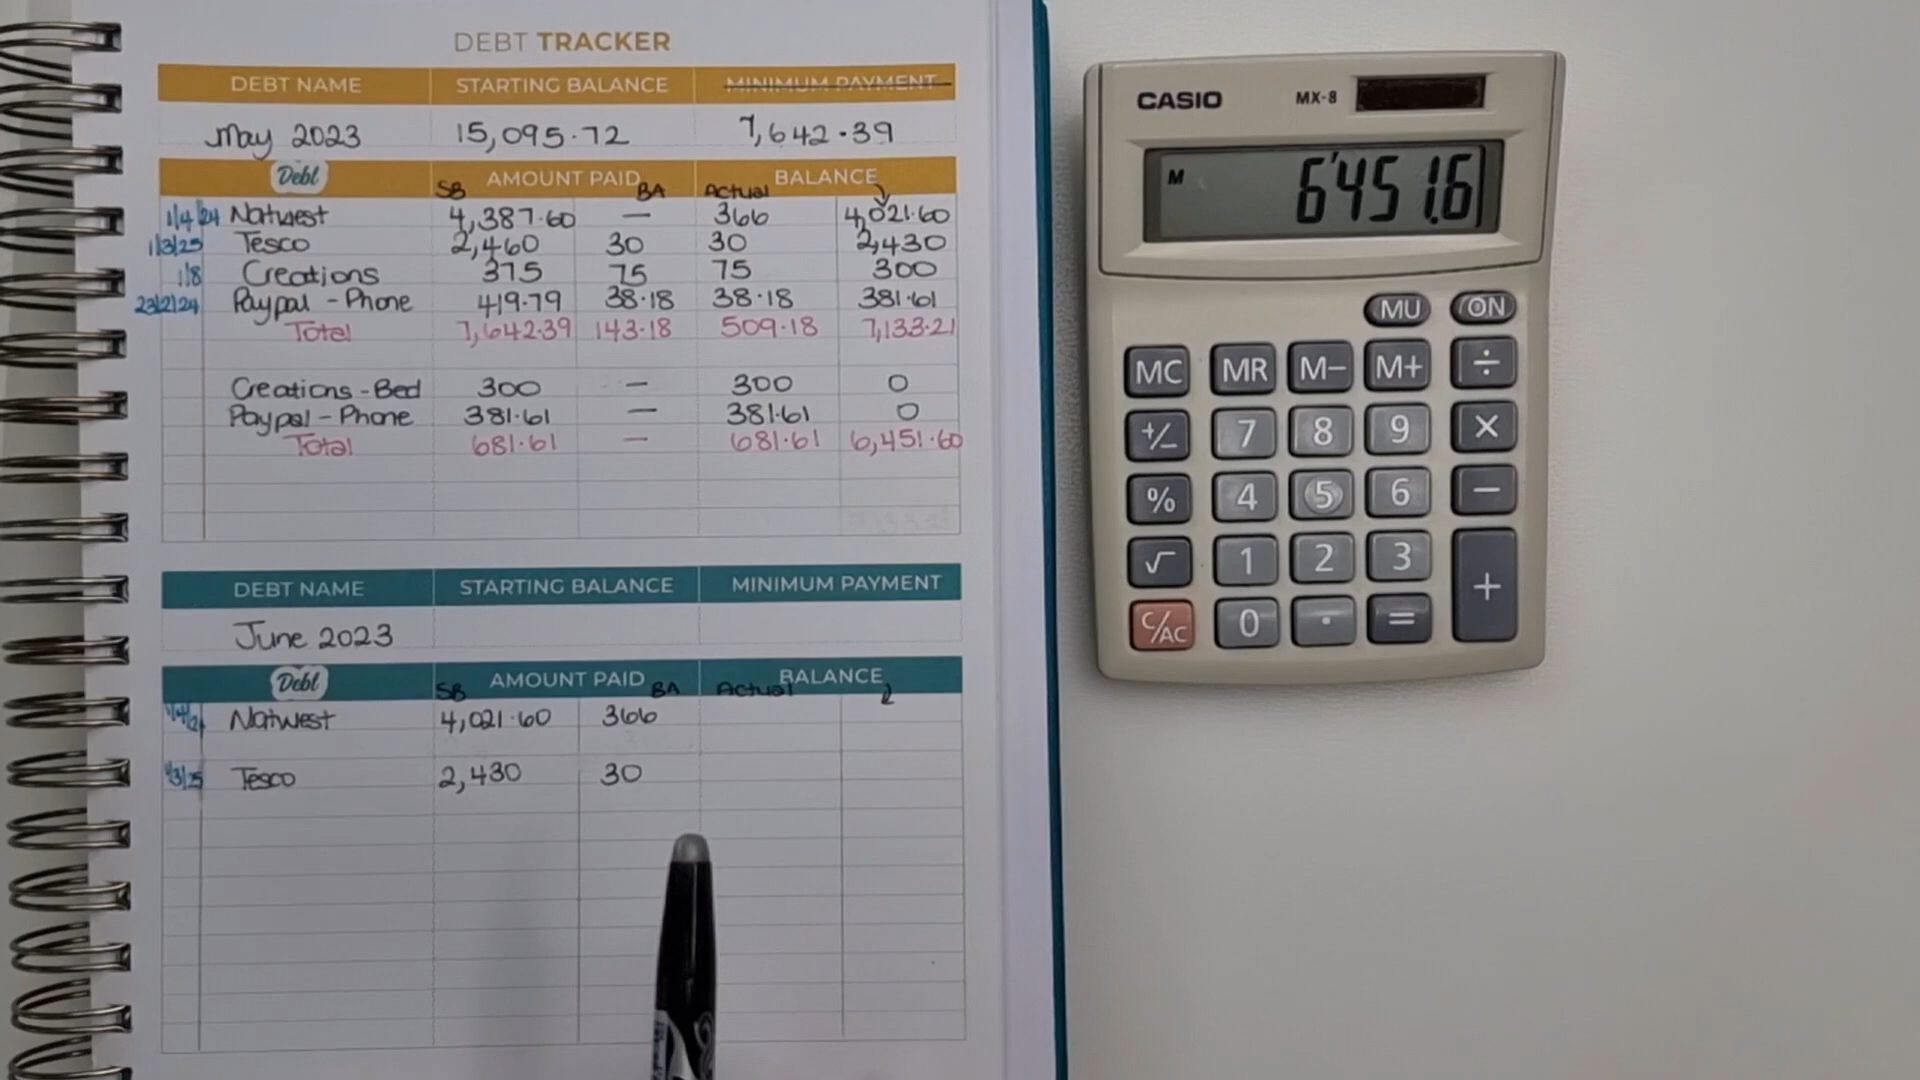 DEBT TRACKER
DEBT NAME STARTING BALANCE MINIMUM PAYMENT
May 2023 15,095.72 7,642.39
Debt AMOUNT PAID BALANCE
SB BA Actual
1/4/24 Natwest 4,387.60 — 366 4,021.60
1/3/25 Tesco 2,460 30 30 2,430
1/8 Creations 375 75 75 300
23/2/24 Paypal - Phone 419.79 38.18 38.18 381.61
Total 7,642.39 143.18 509.18 7,133.21
Creations - Bed 300 — 300 0
Paypal - Phone 381.61 — 381.61 0
Total 681.61 — 681.61 6,451.60
DEBT NAME STARTING BALANCE MINIMUM PAYMENT
June 2023
Debt AMOUNT PAID BALANCE
SB BA Actual
Natwest 4,021.60 366
1/3/25 Tesco 2,430 30
CASIO MX-8
M 6'451.6
MU ON
MC MR M− M+ ÷
+/− 7 8 9 ×
% 4 5 6 −
√ 1 2 3
C/AC 0 · = +